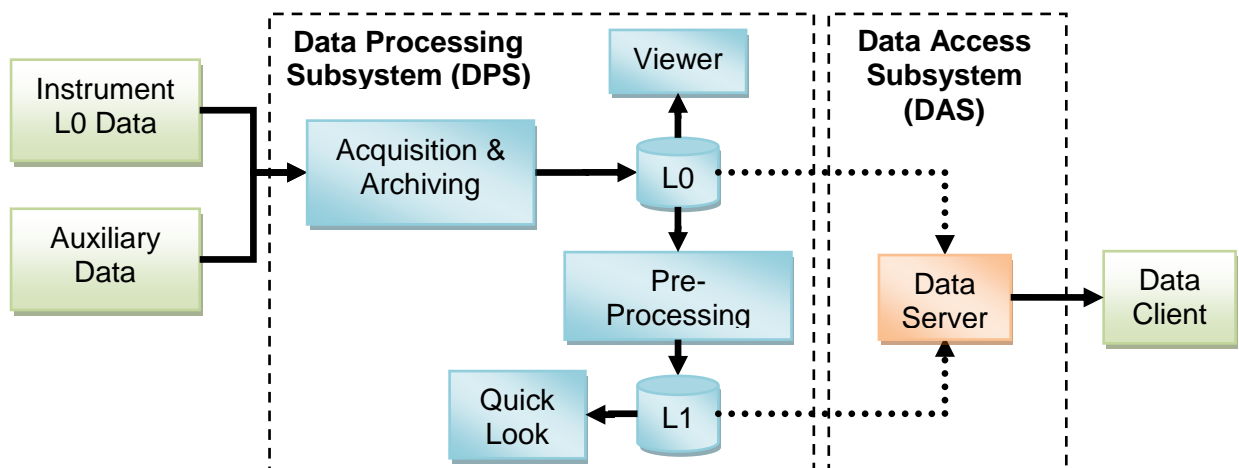 Data Processing
Subsystem (DPS)
Data Access
Subsystem
(DAS)
Instrument
L0 Data
Auxiliary
Data
Acquisition &
Archiving
Viewer
L0
Pre-
Processing
Quick
Look
L1
Data
Server
Data
Client